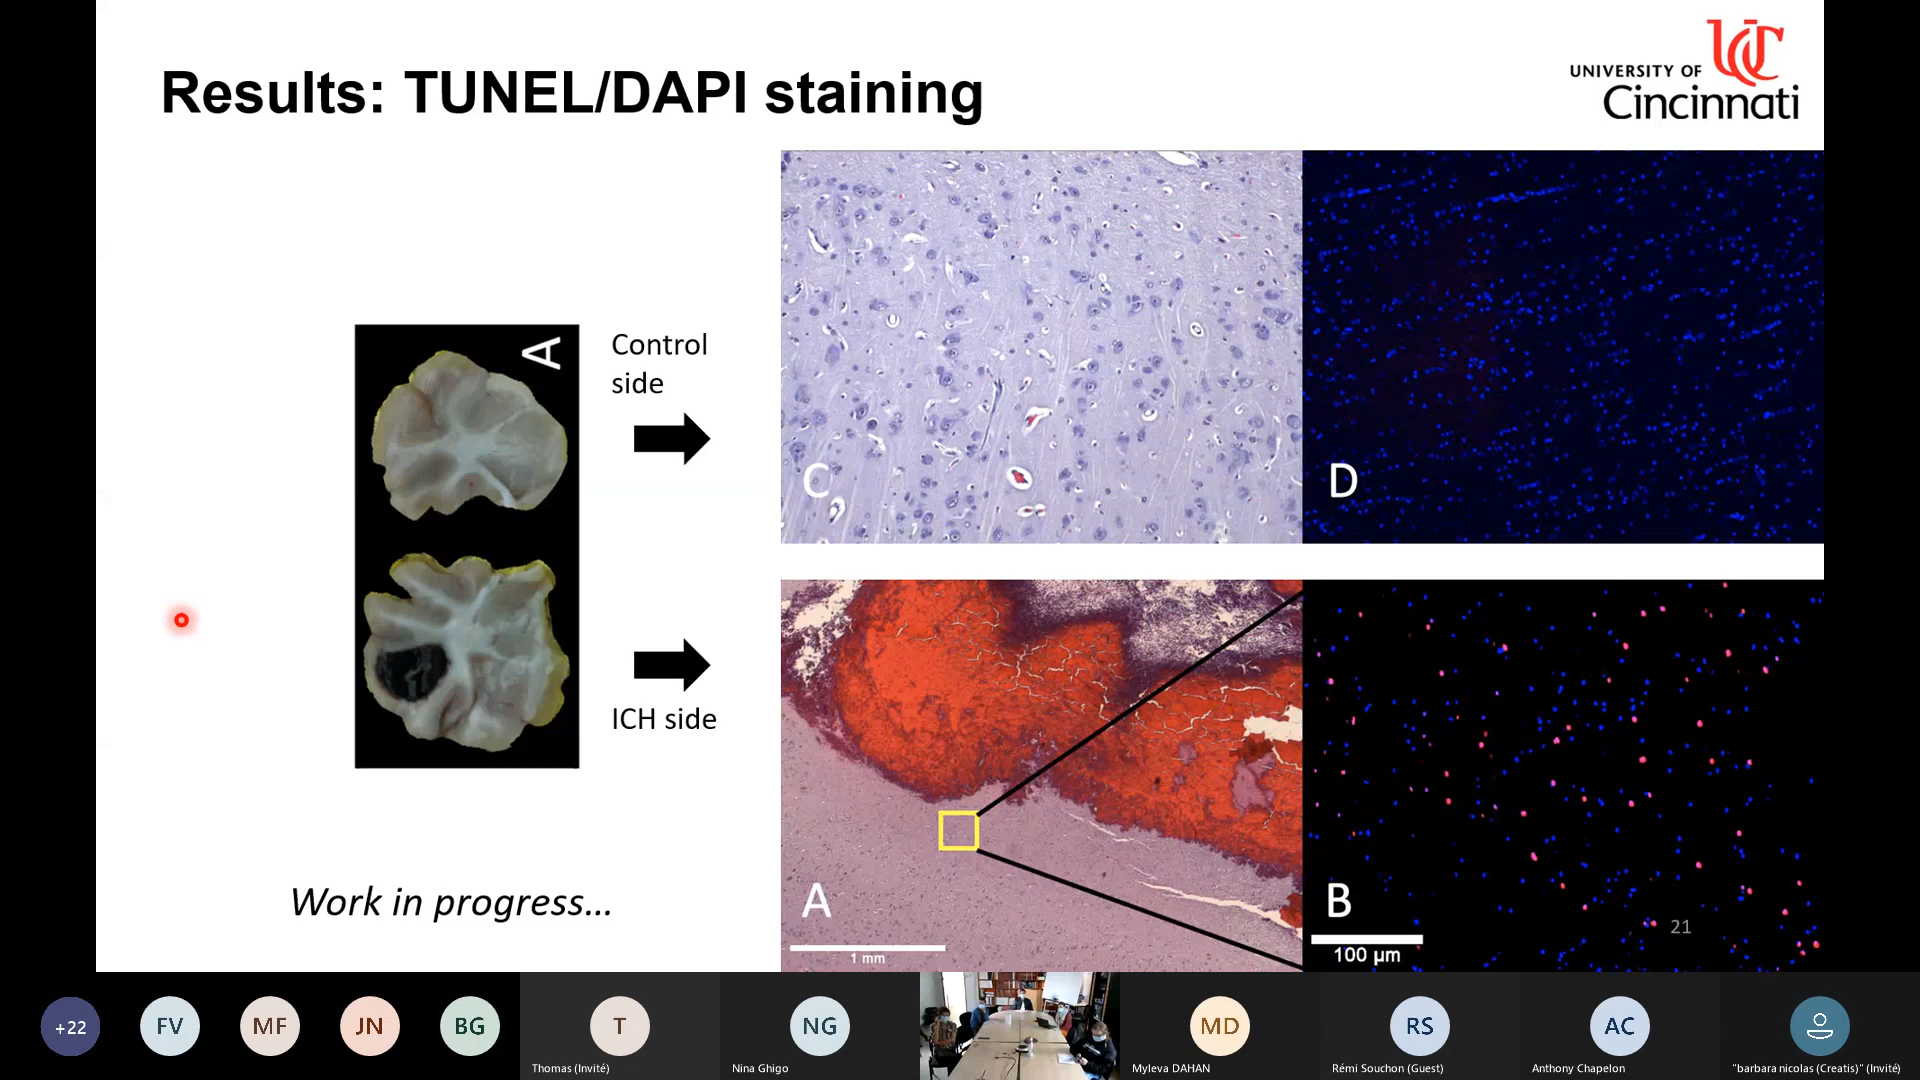 Results: TUNEL/DAPI staining
UC
UNIVERSITY OF
Cincinnati
A
Control
side
ICH side
Work in progress...
C
D
A
1 mm
B
100 µm
21
+22
FV
MF
JN
BG
T
Thomas (Invité)
NG
Nina Ghigo
MD
Myleva DAHAN
RS
Rémi Souchon (Guest)
AC
Anthony Chapelon
"barbara nicolas (Creatis)" (Invité)